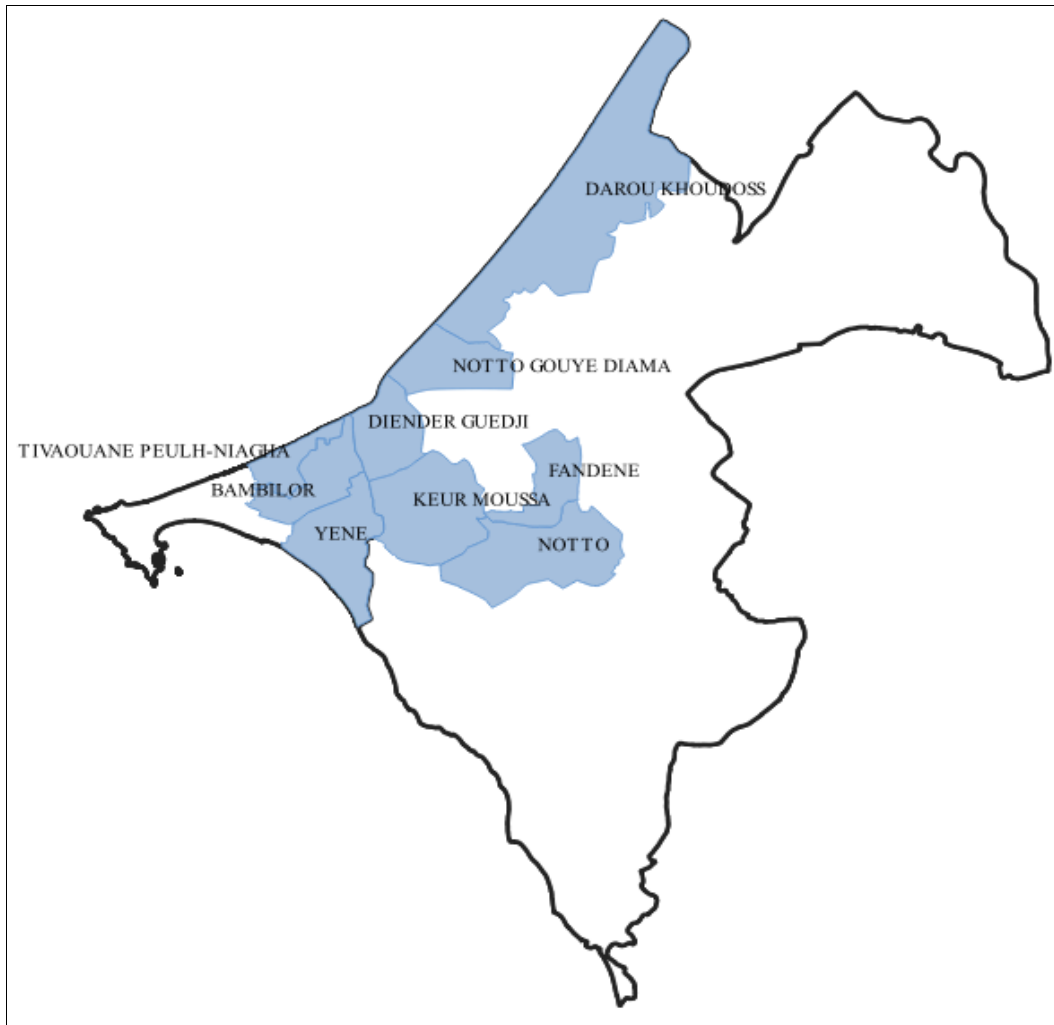 DAROU KHOUDOSS
NOTTO GOUYE DIAMA
DIENDER GUEDJI
TIVAOUANE PEULH-NIAGHA
FANDENE
BAMBILOR
KEUR MOUSSA
YENE
NOTTO